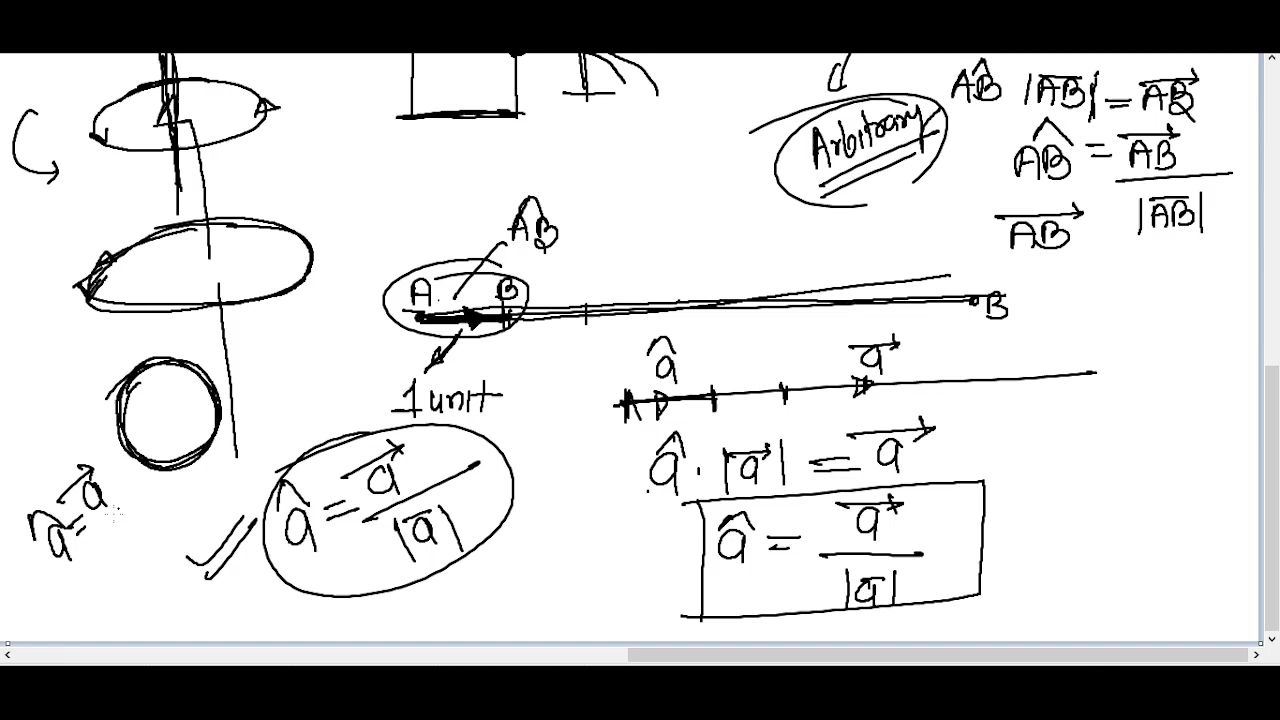 d
Arbitrary
AB̂ |AB̅| = AB⃗
AB̂ = AB⃗ / |AB̅|
AB⃗
AB̂
A B B
1 unit
â a⃗
â · |a⃗| = a⃗
â = a⃗ / |a̅|
â = a⃗ / |a̅|
â = a⃗